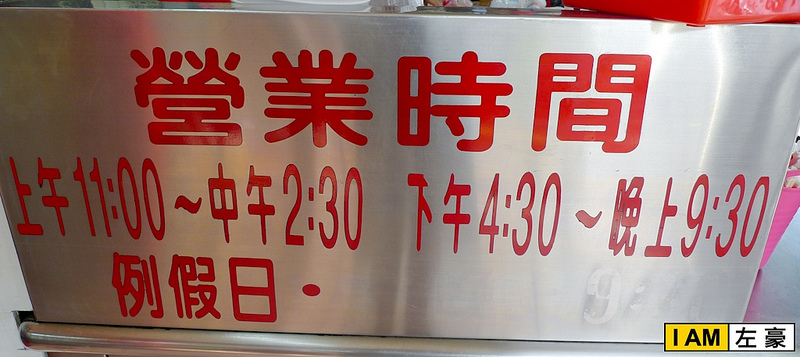 營業時間
上午11:00~中午2:30 下午4:30~晚上9:30
例假日·
I AM 左豪